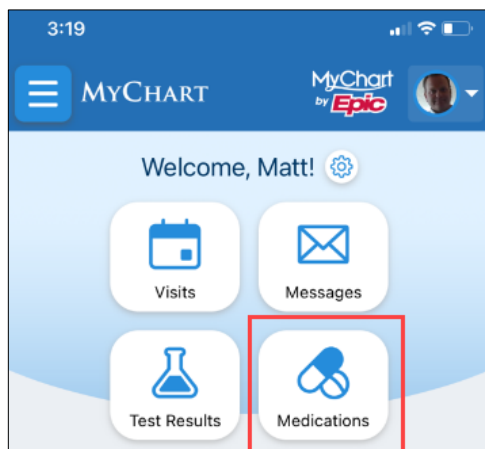 3:19
MYCHART
MyChart
by Epic
Welcome, Matt!
Visits
Messages
Test Results
Medications